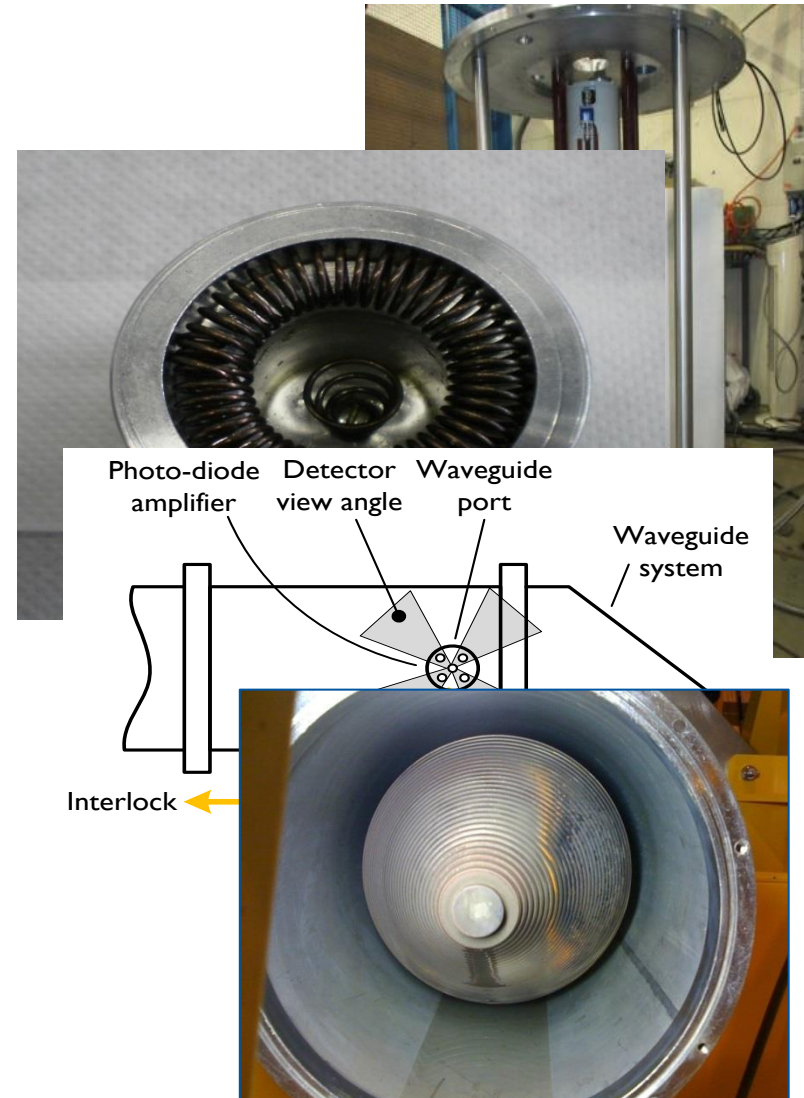 Photo-diode
amplifier
Detector
view angle
Waveguide
port
Waveguide
system
Interlock